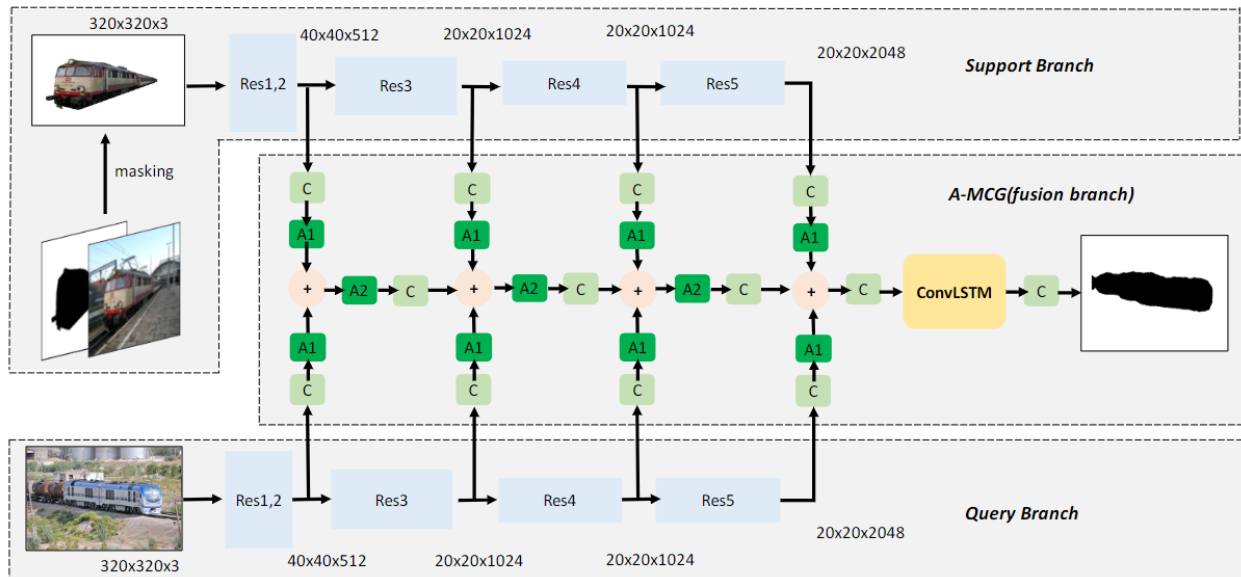 320x320x3
40x40x512
20x20x1024
20x20x1024
20x20x2048
Support Branch
Res1,2
Res3
Res4
Res5
masking
A-MCG(fusion branch)
C
C
C
C
A1
A1
A1
A1
+
A2
C
+
A2
C
+
A2
C
+
C
ConvLSTM
C
A1
A1
A1
A1
C
C
C
C
Res1,2
Res3
Res4
Res5
Query Branch
320x320x3
40x40x512
20x20x1024
20x20x1024
20x20x2048